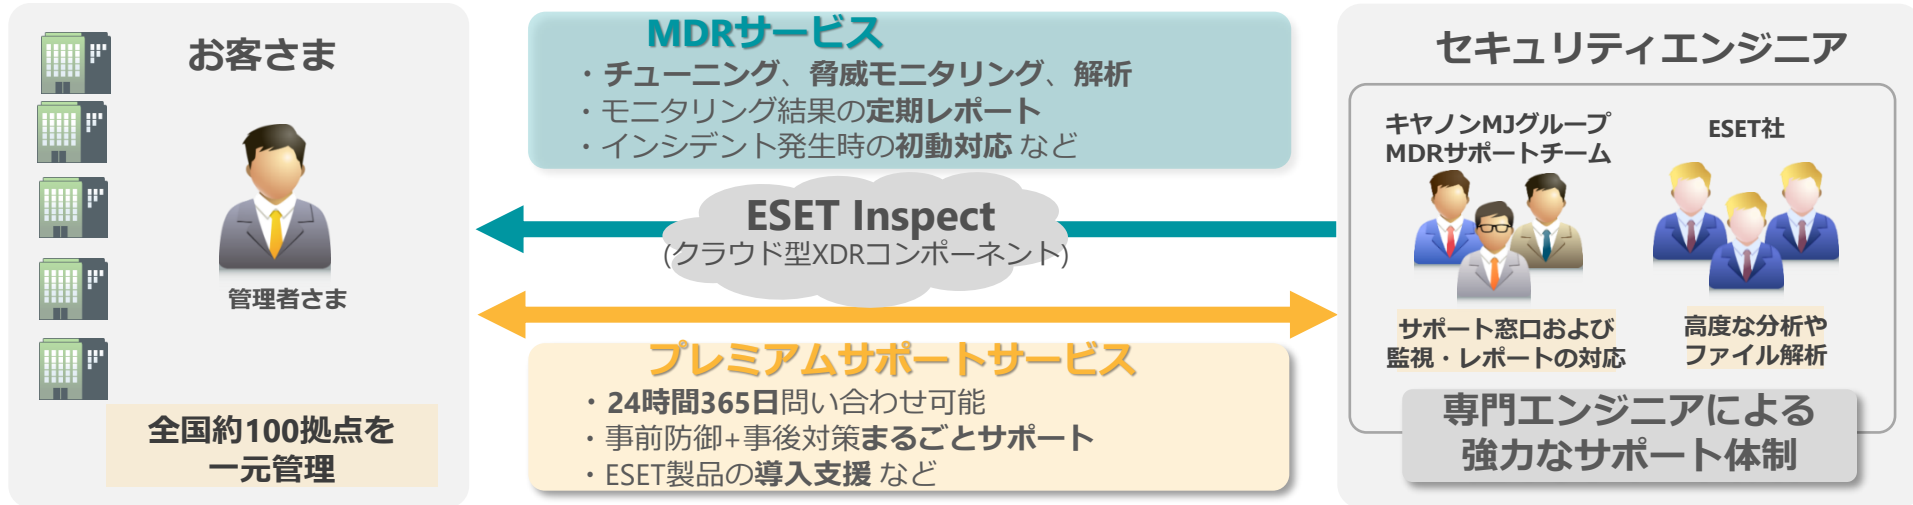 お客さま
管理者さま
全国約100拠点を
一元管理
MDRサービス
・チューニング、脅威モニタリング、解析
・モニタリング結果の定期レポート
・インシデント発生時の初動対応 など
ESET Inspect
(クラウド型XDRコンポーネント)
プレミアムサポートサービス
・24時間365日問い合わせ可能
・事前防御+事後対策まるごとサポート
・ESET製品の導入支援 など
セキュリティエンジニア
キヤノンMJグループ
MDRサポートチーム
サポート窓口および
監視・レポートの対応
ESET社
高度な分析や
ファイル解析
専門エンジニアによる
強力なサポート体制